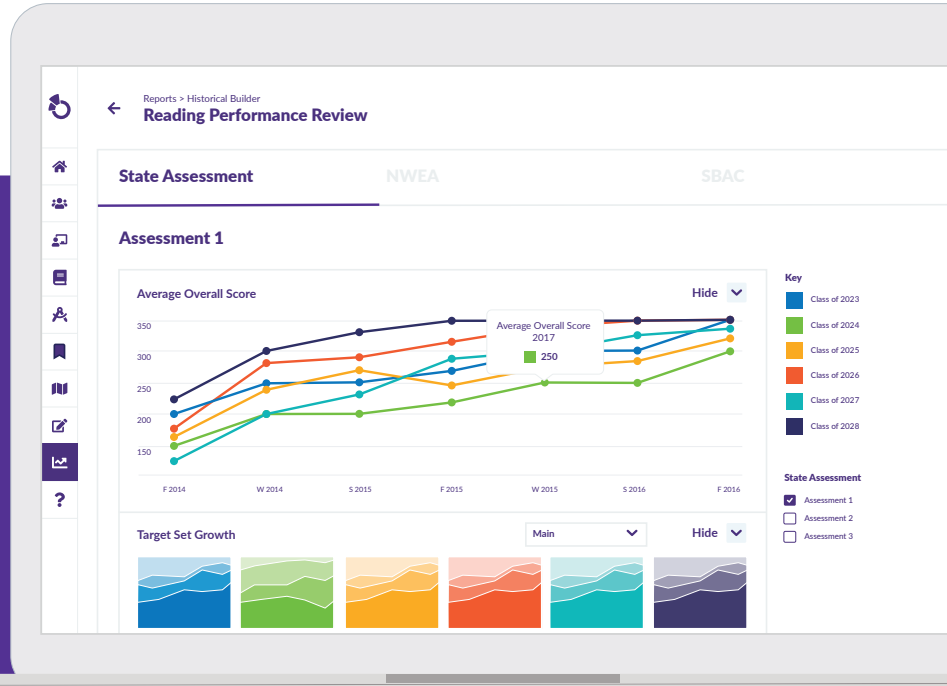 Reports > Historical Builder
Reading Performance Review
State Assessment
NWEA
SBAC
Assessment 1
Average Overall Score
Hide
350
300
250
200
150
Average Overall Score
2017
250
F 2014
W 2014
S 2015
F 2015
W 2015
S 2016
F 2016
Key
Class of 2023
Class of 2024
Class of 2025
Class of 2026
Class of 2027
Class of 2028
State Assessment
Assessment 1
Assessment 2
Assessment 3
Target Set Growth
Main
Hide
?